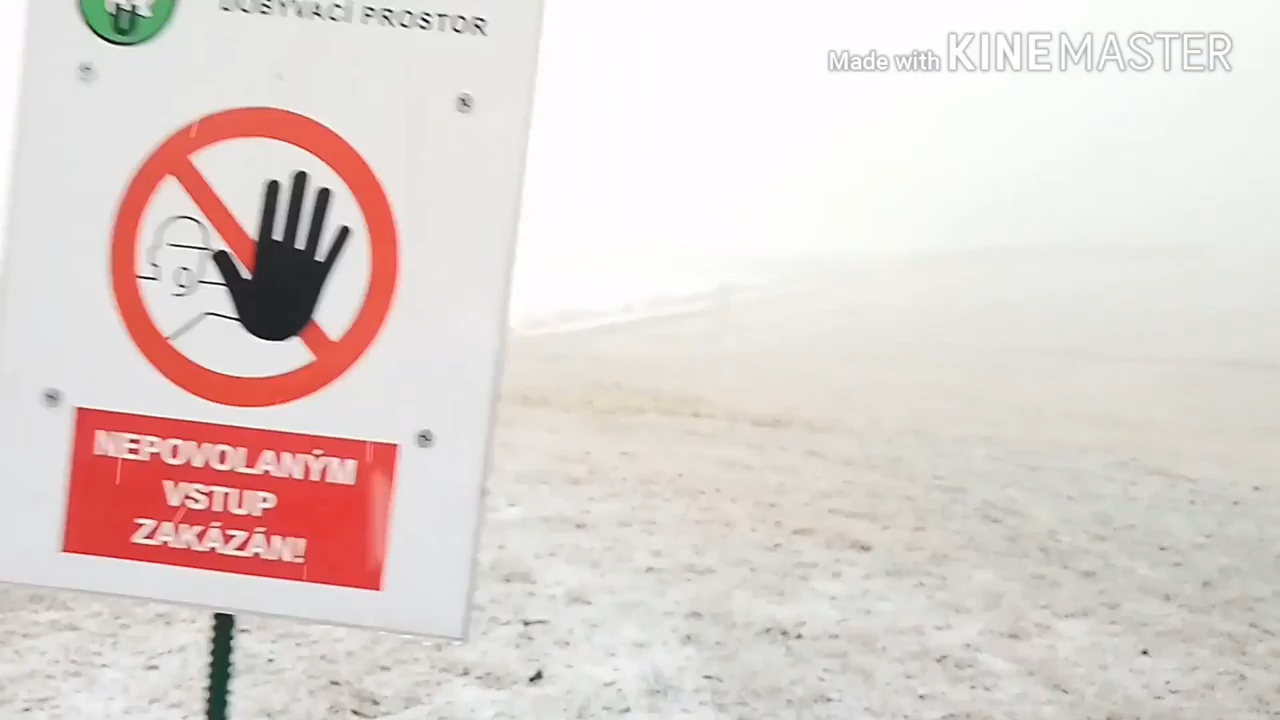 DOBÝVACÍ PROSTOR
Made with KINEMASTER
NEPOVOLANÝM
VSTUP
ZAKÁZÁN!